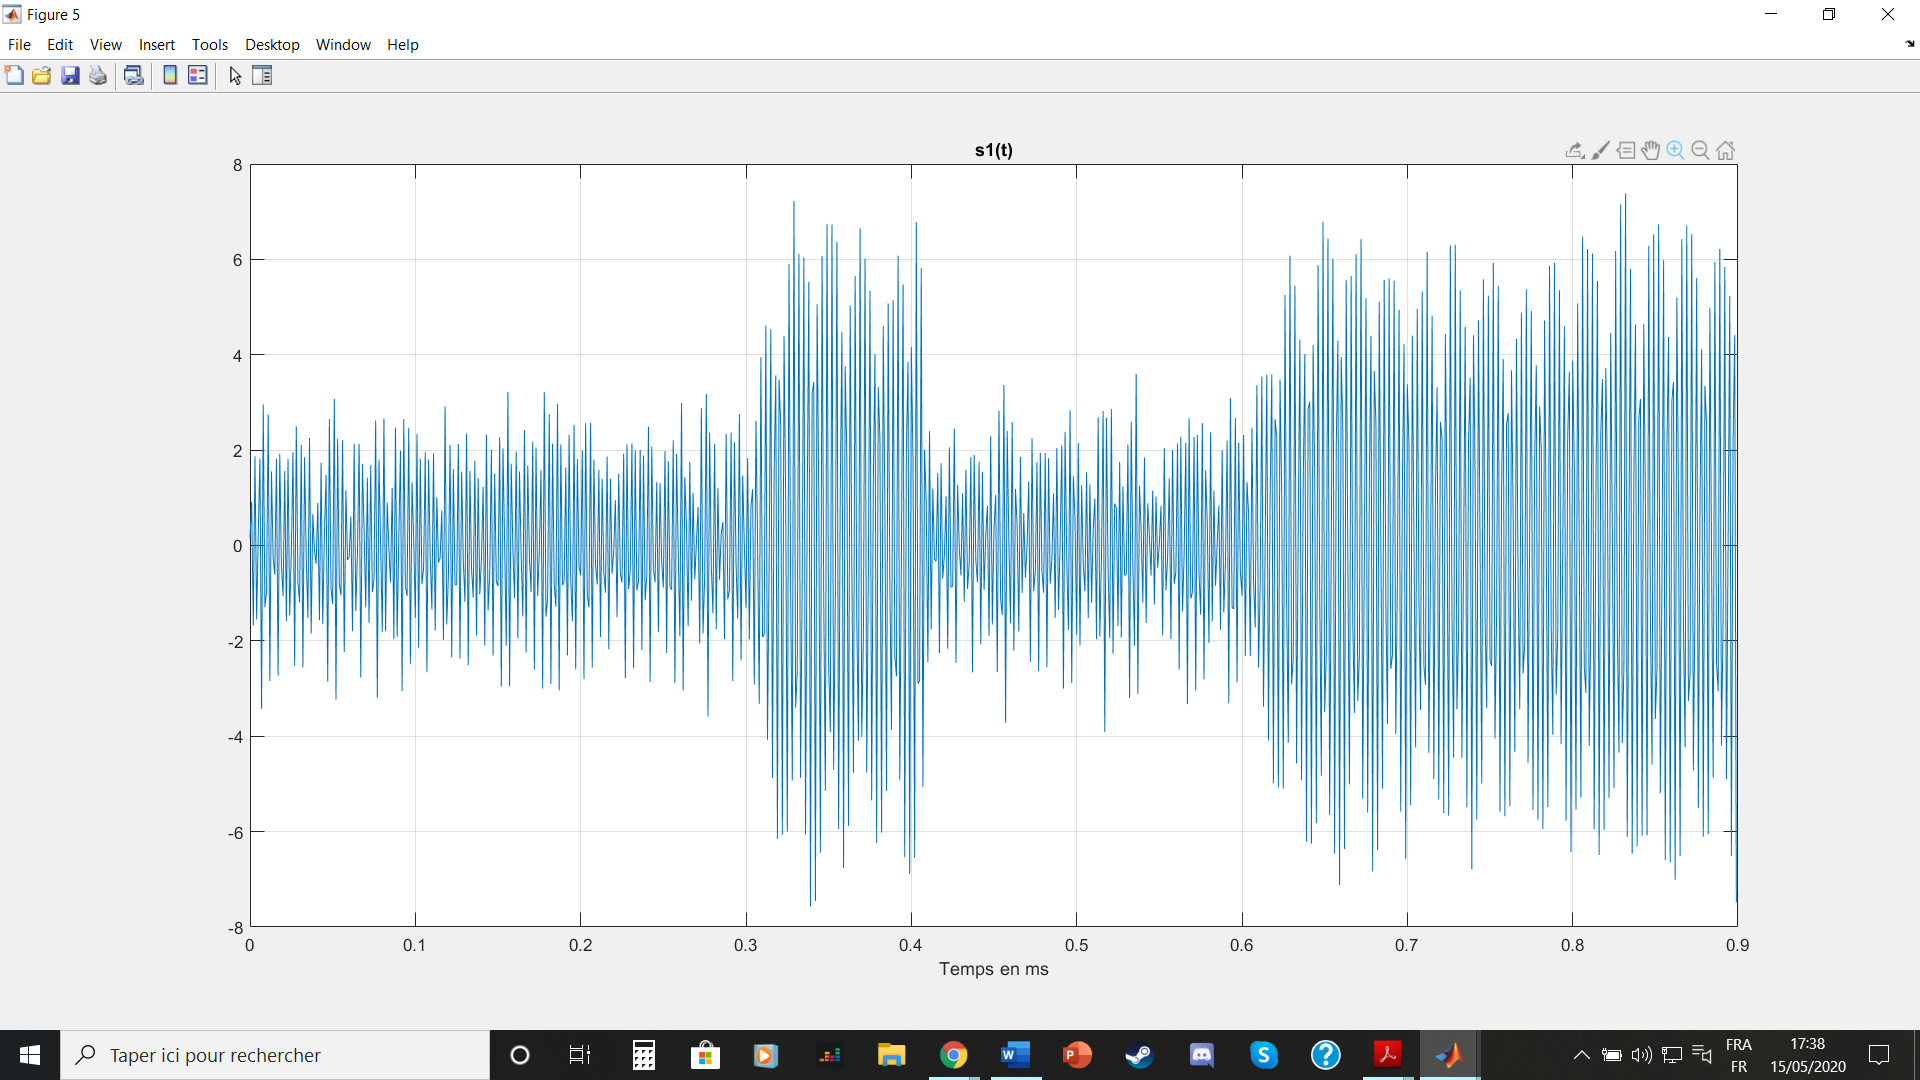 Figure 5
File Edit View Insert Tools Desktop Window Help
s1(t)
8
6
4
2
0
-2
-4
-6
-8
0 0.1 0.2 0.3 0.4 0.5 0.6 0.7 0.8 0.9
Temps en ms
Taper ici pour rechercher
FRA
FR
17:38
15/05/2020